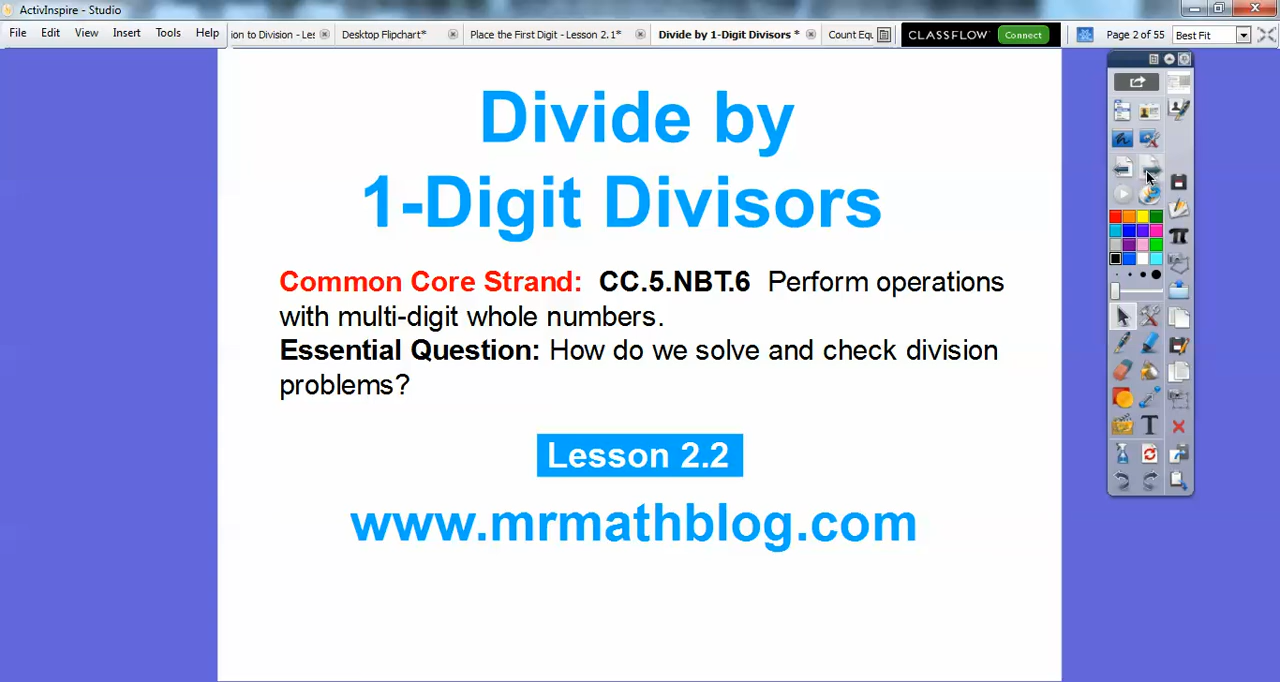 ActivInspire - Studio
File Edit View Insert Tools Help ion to Division - Les Desktop Flipchart* Place the First Digit - Lesson 2.1* Divide by 1-Digit Divisors * Count Eq CLASSFLOW Connect Page 2 of 55 Best Fit
Divide by
1-Digit Divisors
Common Core Strand: CC.5.NBT.6 Perform operations
with multi-digit whole numbers.
Essential Question: How do we solve and check division
problems?
Lesson 2.2
www.mrmathblog.com